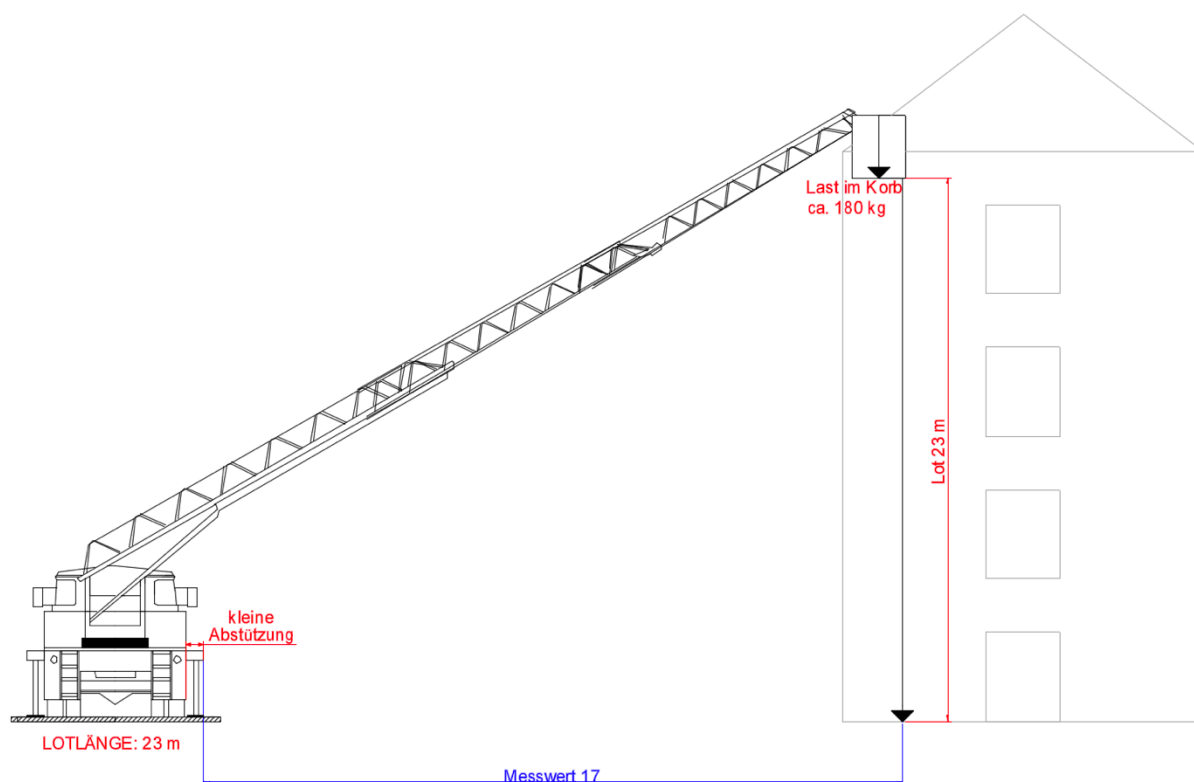 Last im Korb
ca. 180 kg
Lot 23 m
kleine
Abstützung
LOTLÄNGE: 23 m
Messwert 17